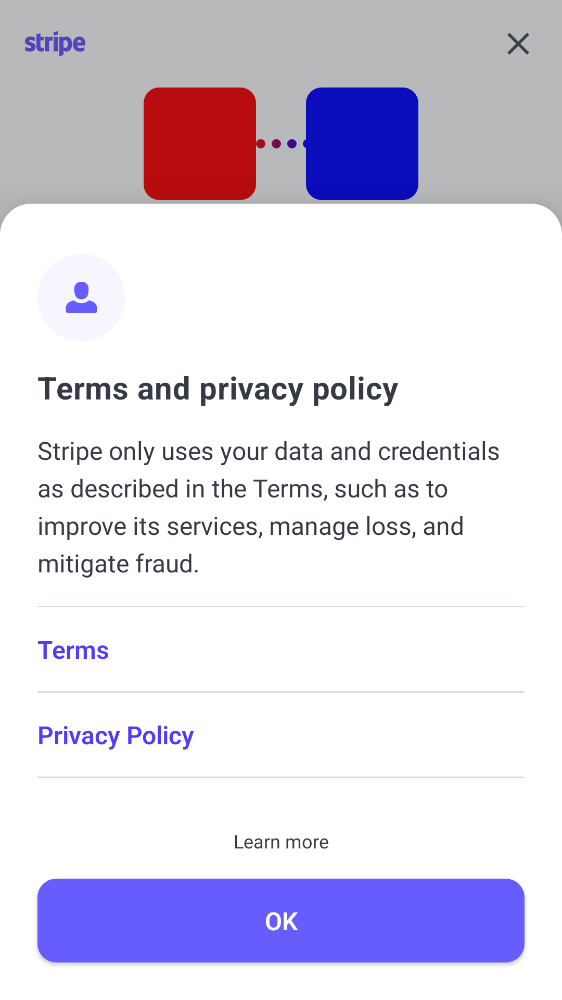 stripe
Terms and privacy policy
Stripe only uses your data and credentials
as described in the Terms, such as to
improve its services, manage loss, and
mitigate fraud.
Terms
Privacy Policy
Learn more
OK